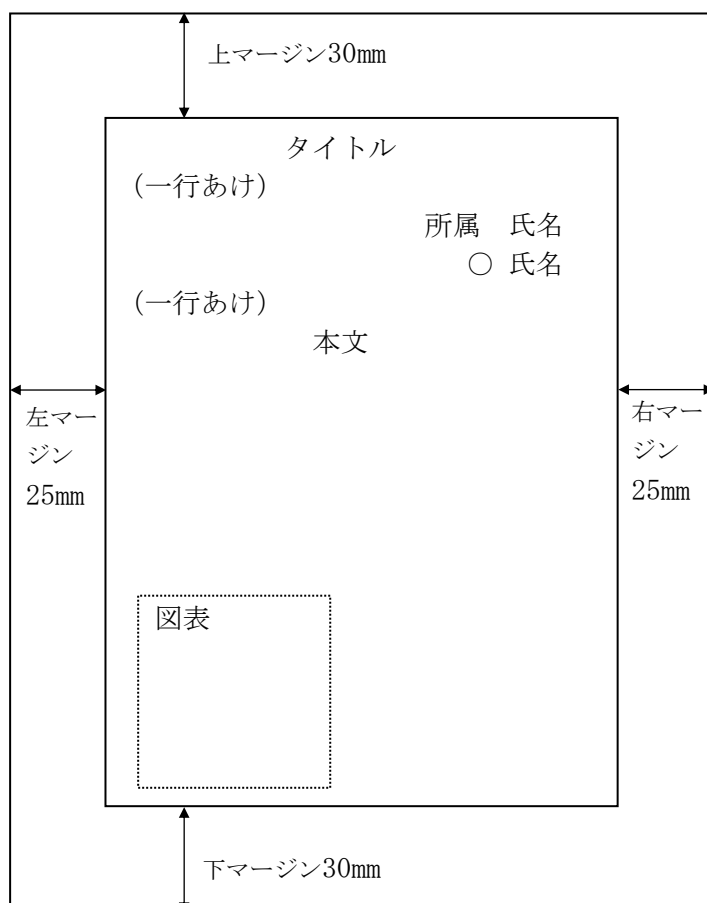 上マージン30mm
タイトル
(一行あけ)
所属　氏名
○ 氏名
(一行あけ)
本文
左マー
ジン
25mm
右マー
ジン
25mm
図表
下マージン30mm